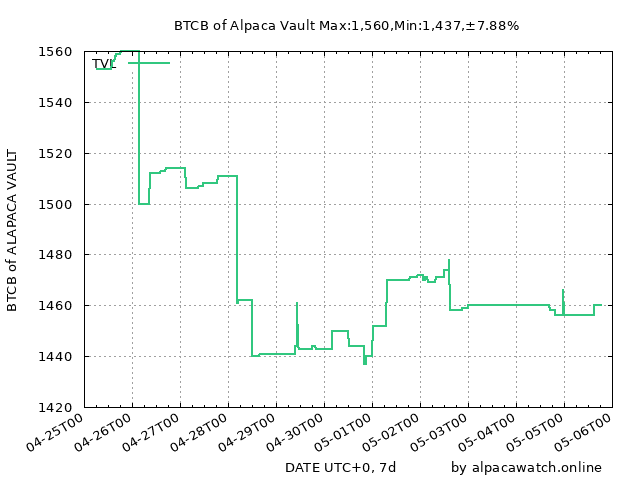 BTCB of Alpaca Vault Max:1,560,Min:1,437,±7.88%
TVL
BTCB of ALAPACA VAULT
1560
1540
1520
1500
1480
1460
1440
1420
04-25T00
04-26T00
04-27T00
04-28T00
04-29T00
04-30T00
05-01T00
05-02T00
05-03T00
05-04T00
05-05T00
05-06T00
DATE UTC+0, 7d
by alpacawatch.online